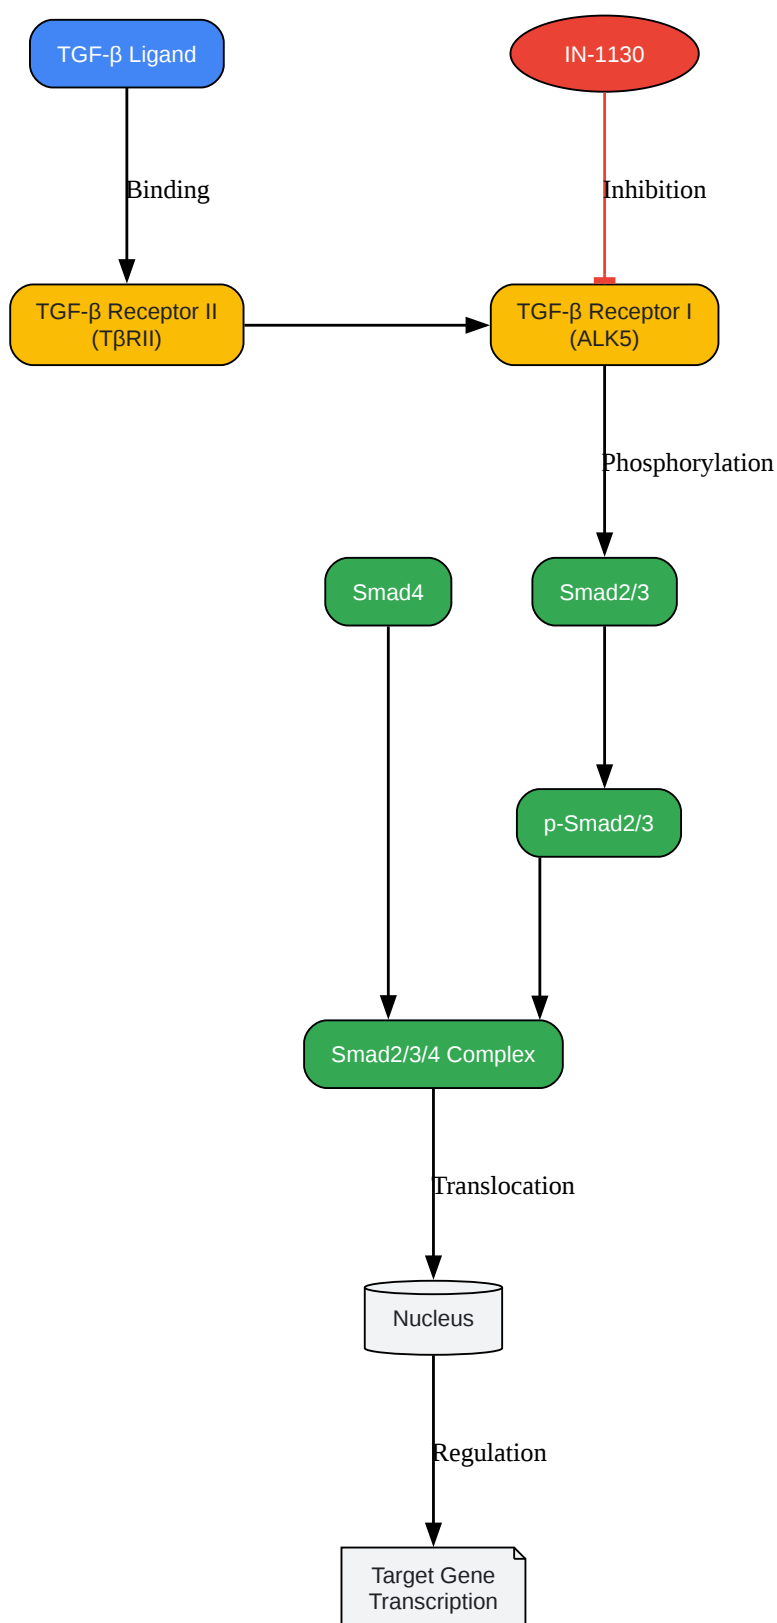 TGF-β Ligand
IN-1130
Binding
Inhibition
TGF-β Receptor II
(TβRII)
TGF-β Receptor I
(ALK5)
Phosphorylation
Smad4
Smad2/3
p-Smad2/3
Smad2/3/4 Complex
Translocation
Nucleus
Regulation
Target Gene
Transcription